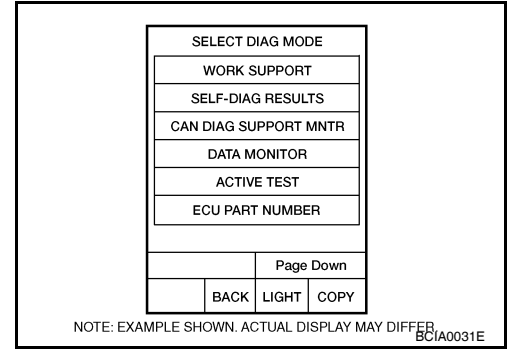 SELECT DIAG MODE
WORK SUPPORT
SELF-DIAG RESULTS
CAN DIAG SUPPORT MNTR
DATA MONITOR
ACTIVE TEST
ECU PART NUMBER
Page Down
BACK LIGHT COPY
NOTE: EXAMPLE SHOWN. ACTUAL DISPLAY MAY DIFFER.
BCIA0031E